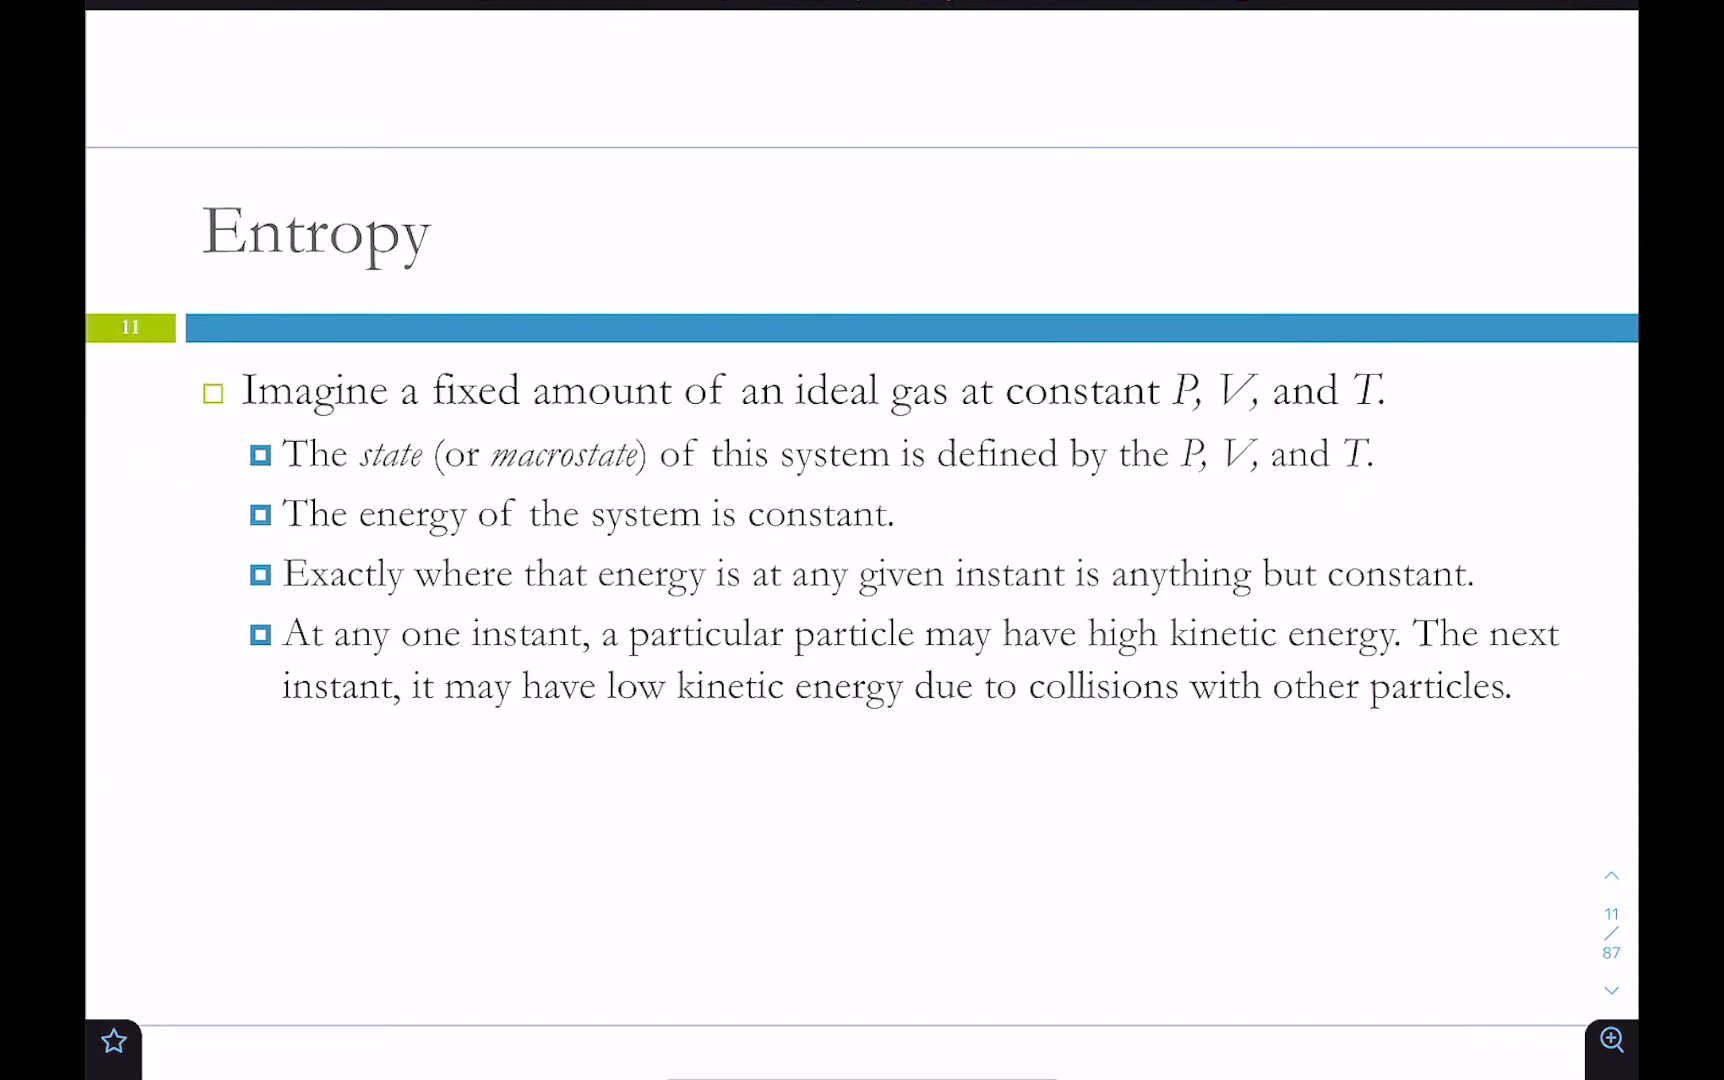 Entropy
11
Imagine a fixed amount of an ideal gas at constant P, V, and T.
The state (or macrostate) of this system is defined by the P, V, and T.
The energy of the system is constant.
Exactly where that energy is at any given instant is anything but constant.
At any one instant, a particular particle may have high kinetic energy. The next
instant, it may have low kinetic energy due to collisions with other particles.
11
/
87